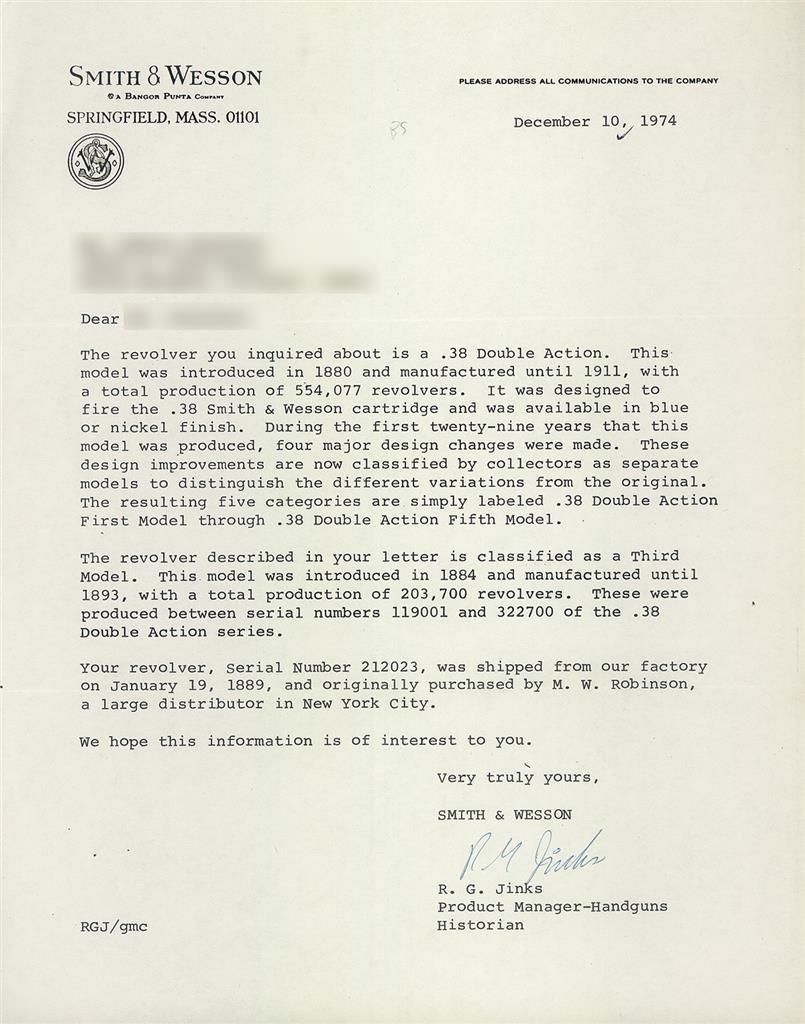 SMITH & WESSON
PLEASE ADDRESS ALL COMMUNICATIONS TO THE COMPANY
A BANGOR PUNTA COMPANY
SPRINGFIELD, MASS. 01101
December 10, 1974
Dear
The revolver you inquired about is a .38 Double Action. This
model was introduced in 1880 and manufactured until 1911, with
a total production of 554,077 revolvers. It was designed to
fire the .38 Smith & Wesson cartridge and was available in blue
or nickel finish. During the first twenty-nine years that this
model was produced, four major design changes were made. These
design improvements are now classified by collectors as separate
models to distinguish the different variations from the original.
The resulting five categories are simply labeled .38 Double Action
First Model through .38 Double Action Fifth Model.
The revolver described in your letter is classified as a Third
Model. This model was introduced in 1884 and manufactured until
1893, with a total production of 203,700 revolvers. These were
produced between serial numbers 119001 and 322700 of the .38
Double Action series.
Your revolver, Serial Number 212023, was shipped from our factory
on January 19, 1889, and originally purchased by M. W. Robinson,
a large distributor in New York City.
We hope this information is of interest to you.
Very truly yours,
SMITH & WESSON
R. G. Jinks
Product Manager-Handguns
RGJ/gmc
Historian